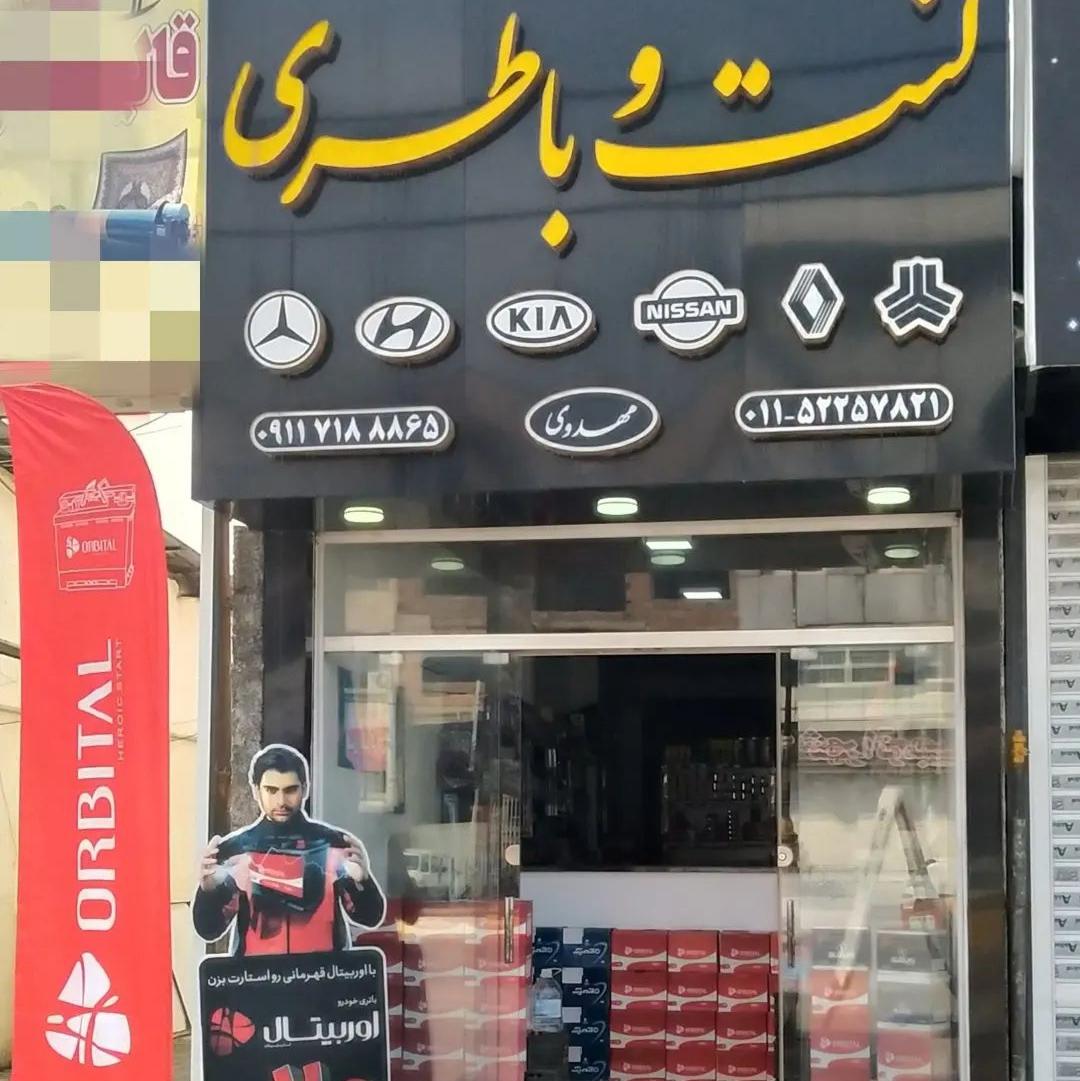 کنت و باطری
KIA
NISSAN
۰۹۱۱ ۷۱۸ ۸۸۶۵
مهدوی
۰۱۱-۵۲۲۵۷۸۲۱
ORBITAL
ORBITAL
HEROIC START
با اوربیتال قهرمانی رو استارت بزن
باتری خودرو
اوربیتال